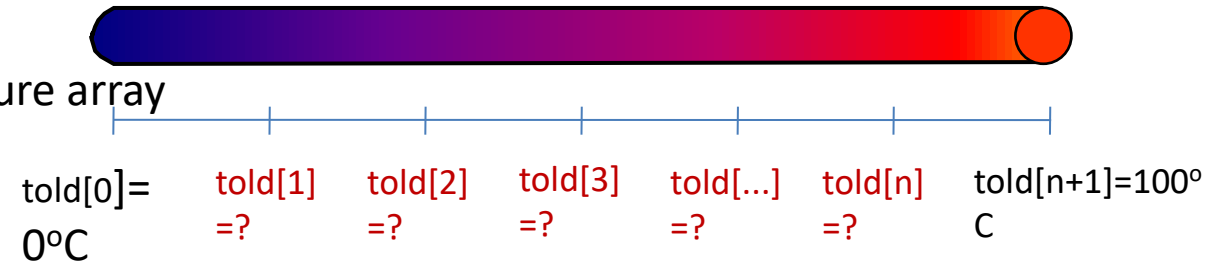 ure array
told[0]= told[1] told[2] told[3] told[...] told[n] told[n+1]=100º
0ºC =? =? =? =? =? C